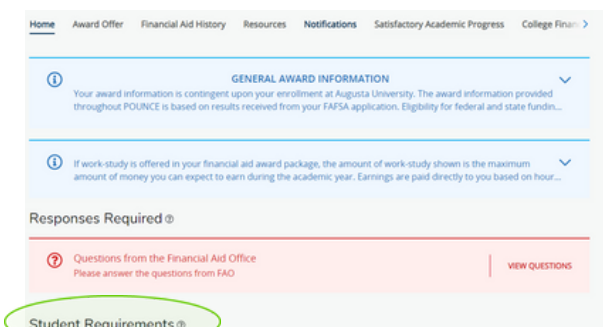 Home Award Offer Financial Aid History Resources Notifications Satisfactory Academic Progress College Finan
GENERAL AWARD INFORMATION
Your award information is contingent upon your enrollment at Augusta University. The award information provided
throughout POUNCE is based on results received from your FAFSA application. Eligibility for federal and state fundin...
If work-study is offered in your financial aid award package, the amount of work-study shown is the maximum
amount of money you can expect to earn during the academic year. Earnings are paid directly to you based on hour...
Responses Required
Questions from the Financial Aid Office
Please answer the questions from FAO
VIEW QUESTIONS
Student Requirements